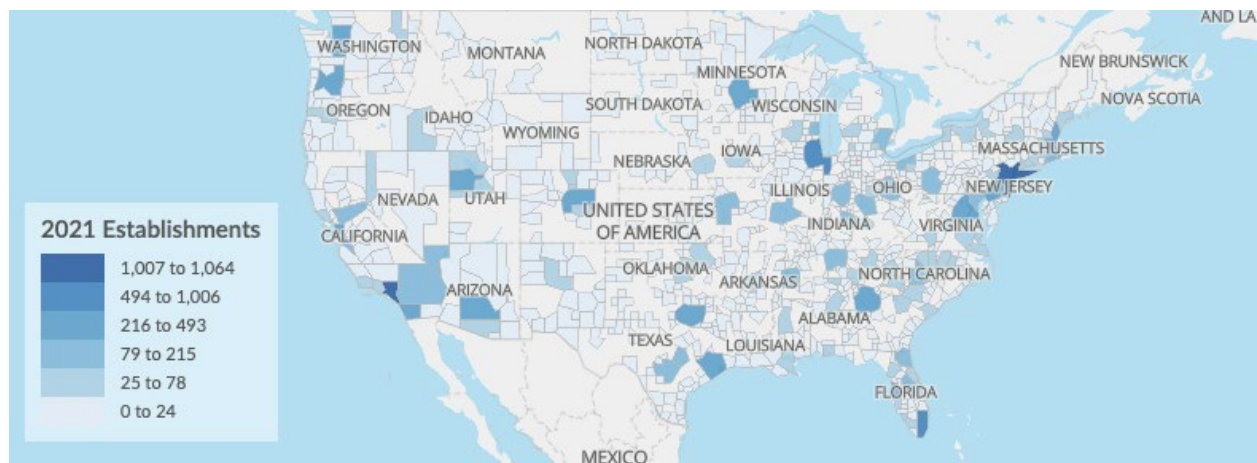 AND LA
WASHINGTON
MONTANA
NORTH DAKOTA
NEW BRUNSWICK
MINNESOTA
NOVA SCOTIA
OREGON
IDAHO
SOUTH DAKOTA
WISCONSIN
WYOMING
MASSACHUSETTS
NEBRASKA
IOWA
NEVADA
UTAH
ILLINOIS
OHIO
NEW JERSEY
UNITED STATES
OF AMERICA
INDIANA
VIRGINIA
CALIFORNIA
OKLAHOMA
ARKANSAS
NORTH CAROLINA
ARIZONA
ALABAMA
TEXAS
LOUISIANA
FLORIDA
MEXICO
2021 Establishments
1,007 to 1,064
494 to 1,006
216 to 493
79 to 215
25 to 78
0 to 24